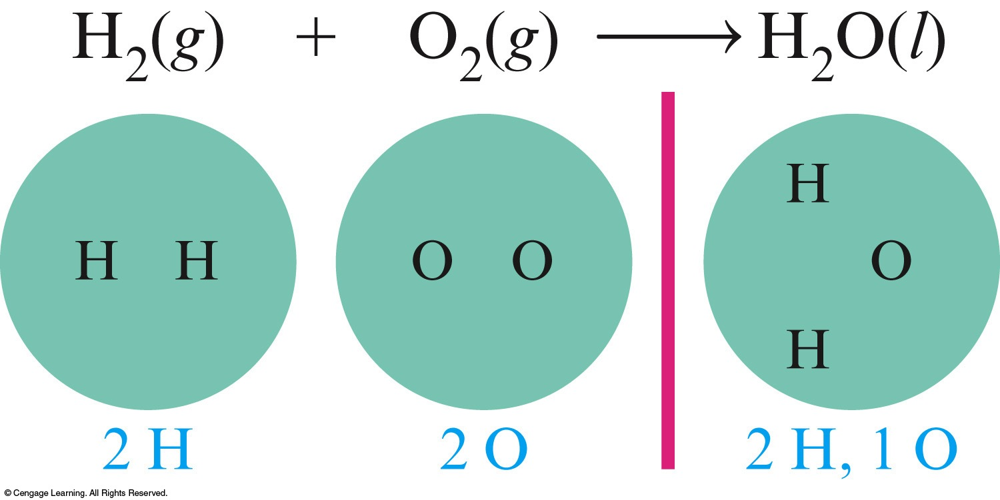 H₂(g) + O₂(g) ⟶ H₂O(l)
H H O O H
O
H
2 H 2 O 2 H, 1 O
© Cengage Learning. All Rights Reserved.